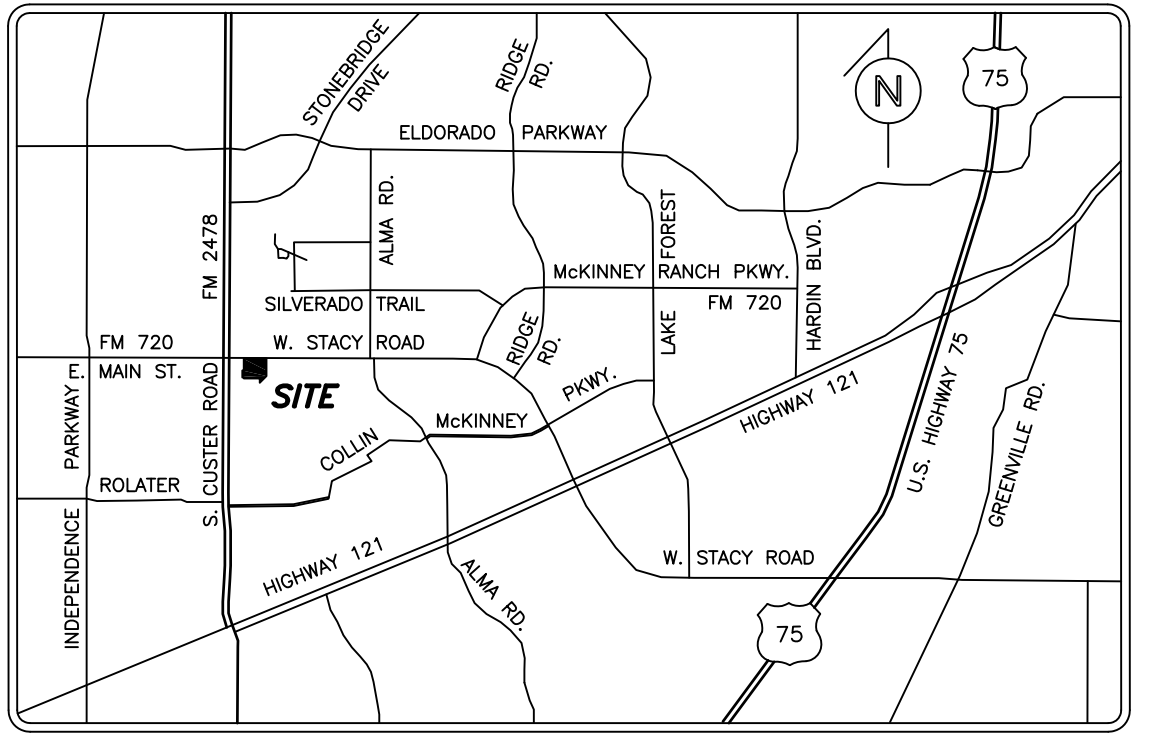 STONEBRIDGE
DRIVE
RIDGE
RD.
75
N
ELDORADO PARKWAY
FM 2478
ALMA RD.
FOREST
LAKE
McKINNEY RANCH PKWY.
FM 720
HARDIN BLVD.
SILVERADO TRAIL
FM 720
W. STACY ROAD
RIDGE
RD.
E.
MAIN ST.
PARKWAY
S. CUSTER ROAD
SITE
PKWY.
McKINNEY
COLLIN
HIGHWAY 121
U.S. HIGHWAY 75
GREENVILLE RD.
ROLATER
INDEPENDENCE
HIGHWAY 121
ALMA RD.
W. STACY ROAD
75